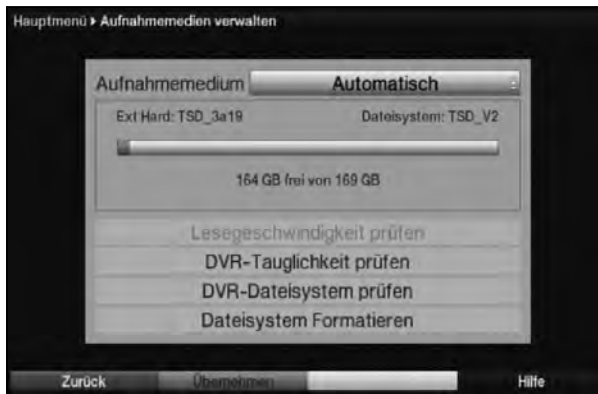 Hauptmenü ▸ Aufnahmemedien verwalten
Aufnahmemedium Automatisch
Ext Hard: TSD_3a19 Dateisystem: TSD_V2
164 GB frei von 169 GB
Lesegeschwindigkeit prüfen
DVR-Tauglichkeit prüfen
DVR-Dateisystem prüfen
Dateisystem Formatieren
Zurück Übernehmen Hilfe